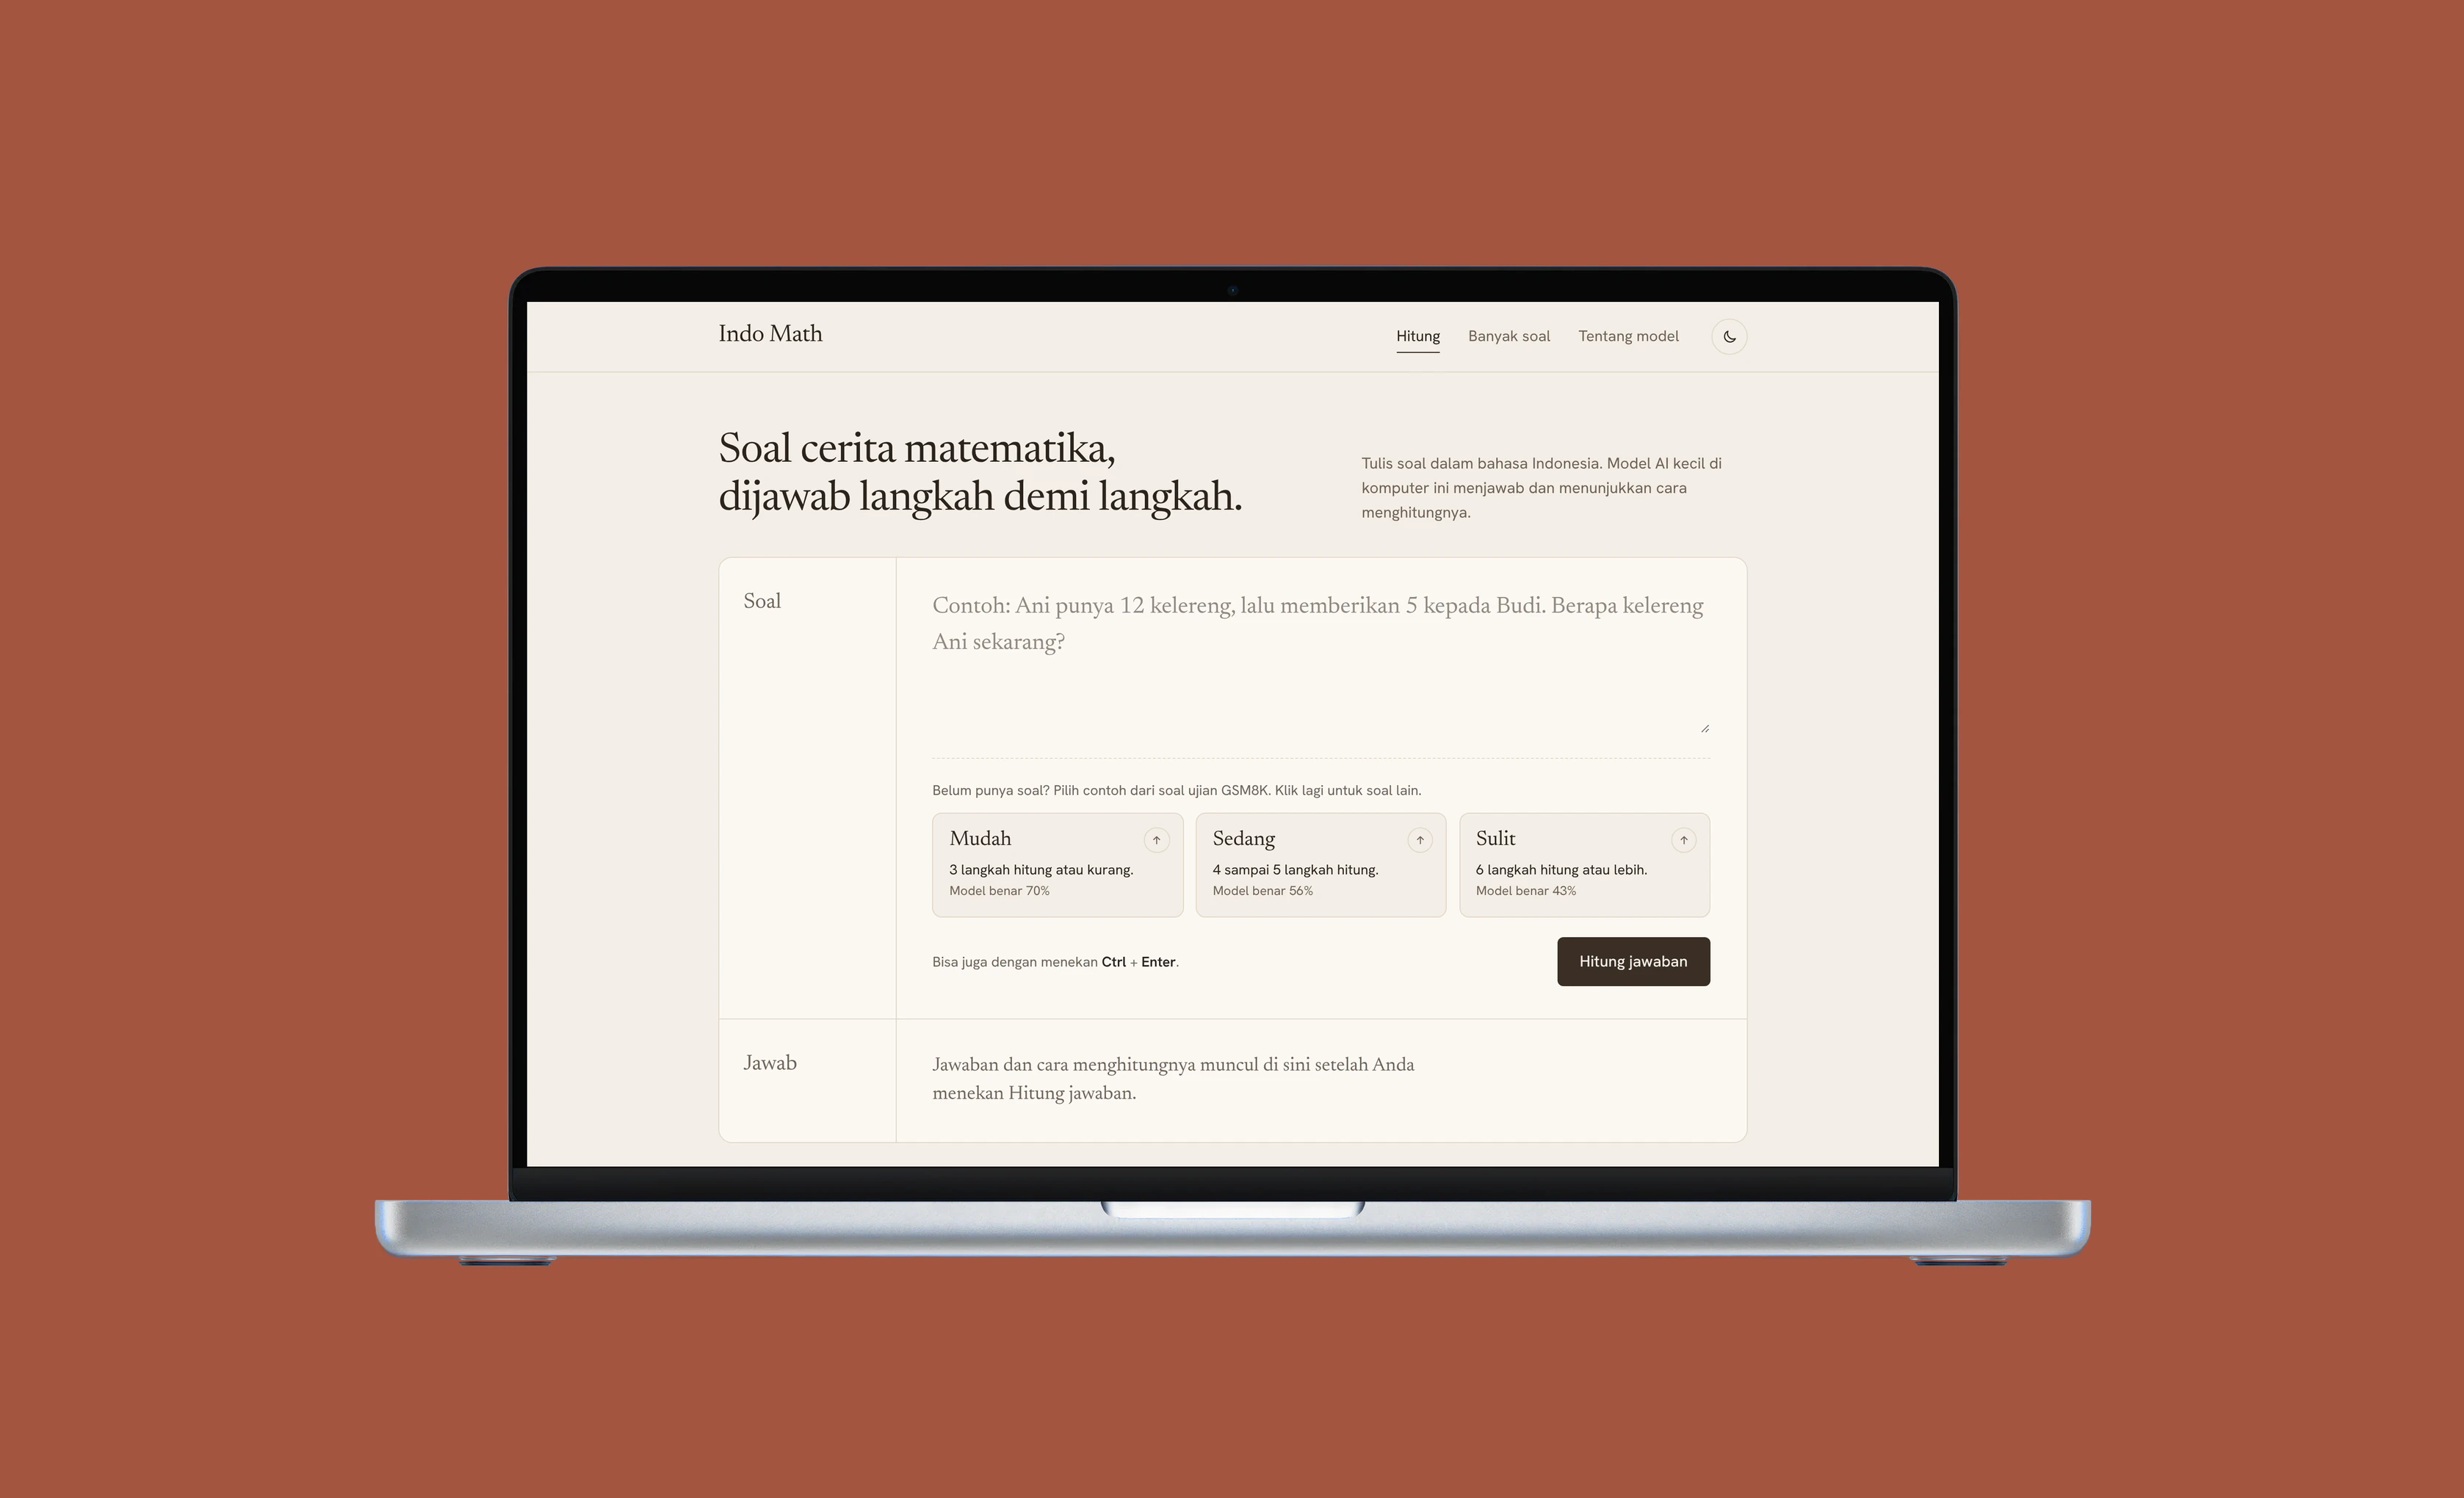 Indo Math
Hitung
Banyak soal
Tentang model
Soal cerita matematika,
dijawab langkah demi langkah.
Tulis soal dalam bahasa Indonesia. Model AI kecil di
komputer ini menjawab dan menunjukkan cara
menghitungnya.
Soal
Contoh: Ani punya 12 kelereng, lalu memberikan 5 kepada Budi. Berapa kelereng
Ani sekarang?
Belum punya soal? Pilih contoh dari soal ujian GSM8K. Klik lagi untuk soal lain.
Mudah
3 langkah hitung atau kurang.
Model benar 70%
Sedang
4 sampai 5 langkah hitung.
Model benar 56%
Sulit
6 langkah hitung atau lebih.
Model benar 43%
Bisa juga dengan menekan Ctrl + Enter.
Hitung jawaban
Jawab
Jawaban dan cara menghitungnya muncul di sini setelah Anda
menekan Hitung jawaban.